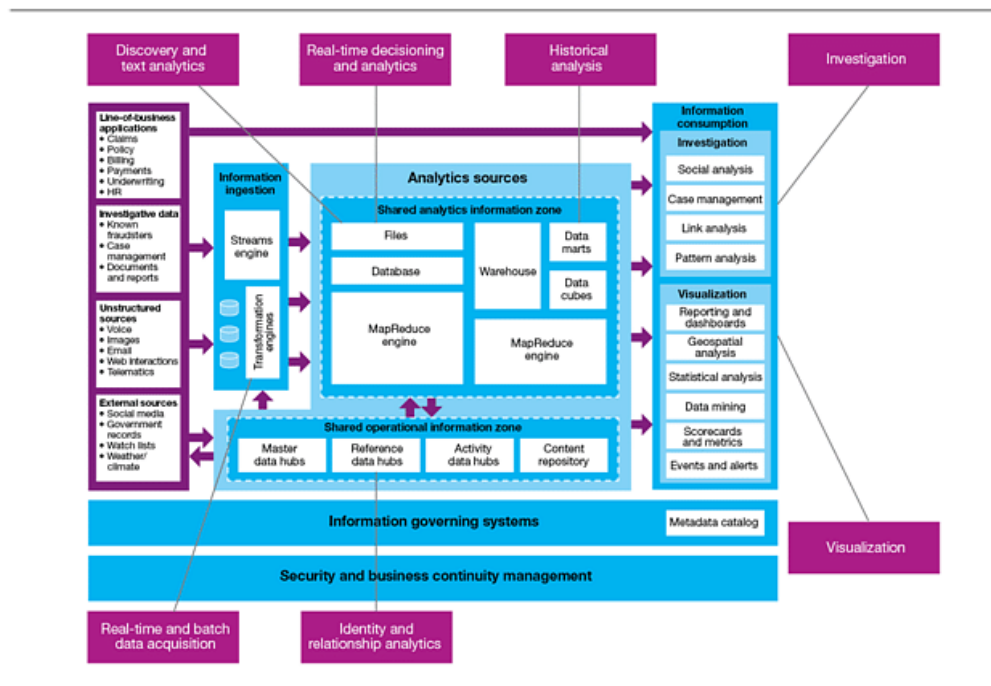 Discovery and
text analytics
Real-time decisioning
and analytics
Historical
analysis
Investigation
Line-of-business
applications
• Claims
• Policy
• Billing
• Payments
• Underwriting
• HR
Investigative data
• Known
fraudsters
• Case
management
• Documents
and reports
Unstructured
sources
• Voice
• Images
• Email
• Web interactions
• Telematics
External sources
• Social media
• Government
records
• Watch lists
• Weather/
climate
Information
ingestion
Streams
engine
Transformation
engines
Analytics sources
Shared analytics information zone
Files
Database
MapReduce
engine
Warehouse
Data
marts
Data
cubes
MapReduce
engine
Shared operational information zone
Master
data hubs
Reference
data hubs
Activity
data hubs
Content
repository
Information
consumption
Investigation
Social analysis
Case management
Link analysis
Pattern analysis
Visualization
Reporting and
dashboards
Geospatial
analysis
Statistical analysis
Data mining
Scorecards
and metrics
Events and alerts
Information governing systems
Metadata catalog
Security and business continuity management
Visualization
Real-time and batch
data acquisition
Identity and
relationship analytics